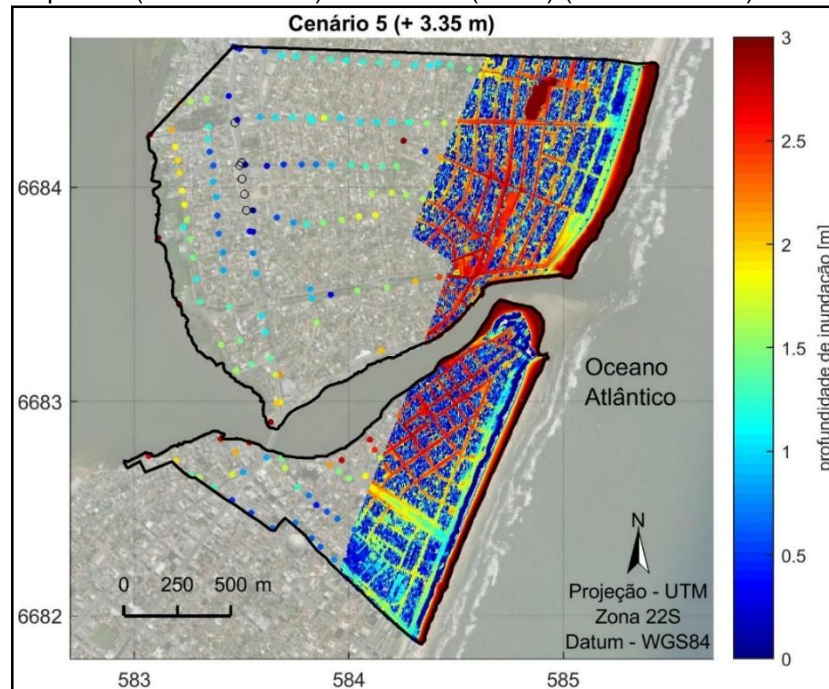 Cenário 5 (+ 3.35 m)
6684
6683
6682
583
584
585
Oceano
Atlântico
N
0 250 500 m
Projeção - UTM
Zona 22S
Datum - WGS84
3
2.5
2
1.5
1
0.5
0
profundidade de inundação [m]